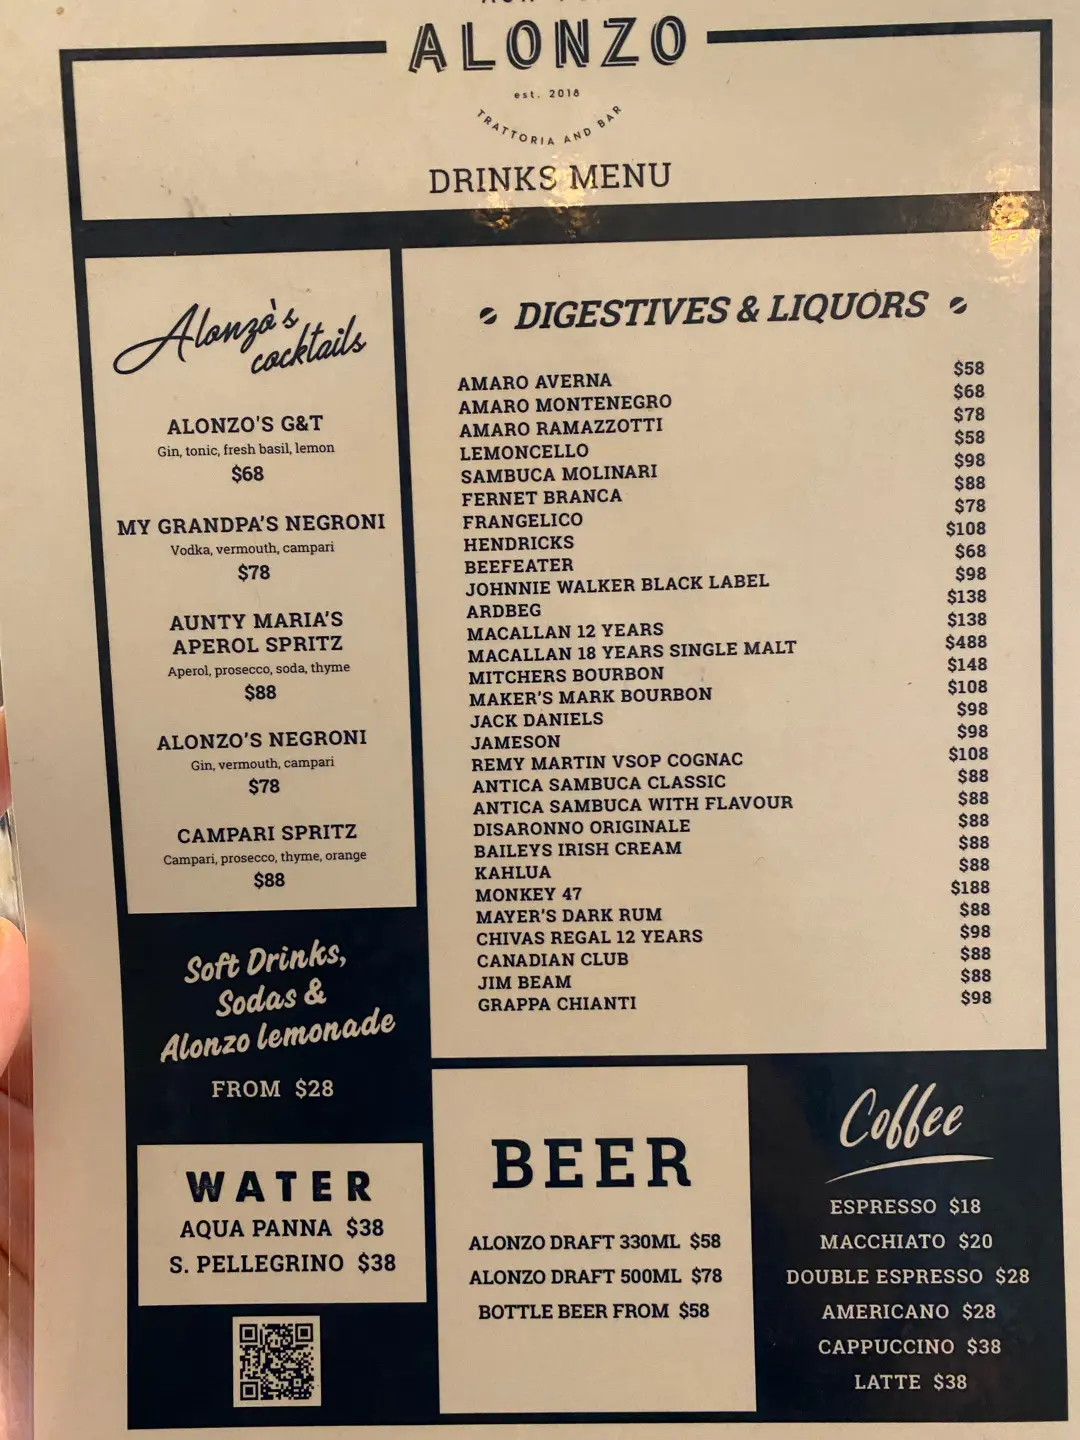 ALONZO
est. 2018
TRATTORIA AND BAR
DRINKS MENU
Alonzo's
cocktails
ALONZO'S G&T
Gin, tonic, fresh basil, lemon
$68
MY GRANDPA'S NEGRONI
Vodka, vermouth, campari
$78
AUNTY MARIA'S
APEROL SPRITZ
Aperol, prosecco, soda, thyme
$88
ALONZO'S NEGRONI
Gin, vermouth, campari
$78
CAMPARI SPRITZ
Campari, prosecco, thyme, orange
$88
Soft Drinks,
Sodas &
Alonzo lemonade
FROM $28
WATER
AQUA PANNA $38
S. PELLEGRINO $38
DIGESTIVES & LIQUORS
AMARO AVERNA $58
AMARO MONTENEGRO $68
AMARO RAMAZZOTTI $78
LEMONCELLO $58
SAMBUCA MOLINARI $98
FERNET BRANCA $88
FRANGELICO $78
HENDRICKS $108
BEEFEATER $68
JOHNNIE WALKER BLACK LABEL $98
ARDBEG $138
MACALLAN 12 YEARS $138
MACALLAN 18 YEARS SINGLE MALT $488
MITCHERS BOURBON $148
MAKER'S MARK BOURBON $108
JACK DANIELS $98
JAMESON $98
REMY MARTIN VSOP COGNAC $108
ANTICA SAMBUCA CLASSIC $88
ANTICA SAMBUCA WITH FLAVOUR $88
DISARONNO ORIGINALE $88
BAILEYS IRISH CREAM $88
KAHLUA $88
MONKEY 47 $188
MAYER'S DARK RUM $88
CHIVAS REGAL 12 YEARS $98
CANADIAN CLUB $88
JIM BEAM $88
GRAPPA CHIANTI $98
BEER
ALONZO DRAFT 330ML $58
ALONZO DRAFT 500ML $78
BOTTLE BEER FROM $58
Coffee
ESPRESSO $18
MACCHIATO $20
DOUBLE ESPRESSO $28
AMERICANO $28
CAPPUCCINO $38
LATTE $38